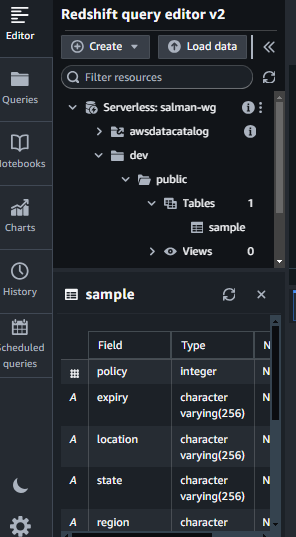 Redshift query editor v2
Editor
Create
Load data
Filter resources
Queries
Serverless: salman-wg
awsdatacatalog
dev
Notebooks
public
Tables 1
sample
Charts
Views 0
History
sample
Scheduled
queries
Field Type N
policy integer N
A expiry character N
varying(256)
A location character N
varying(256)
A state character N
varying(256)
A region character N